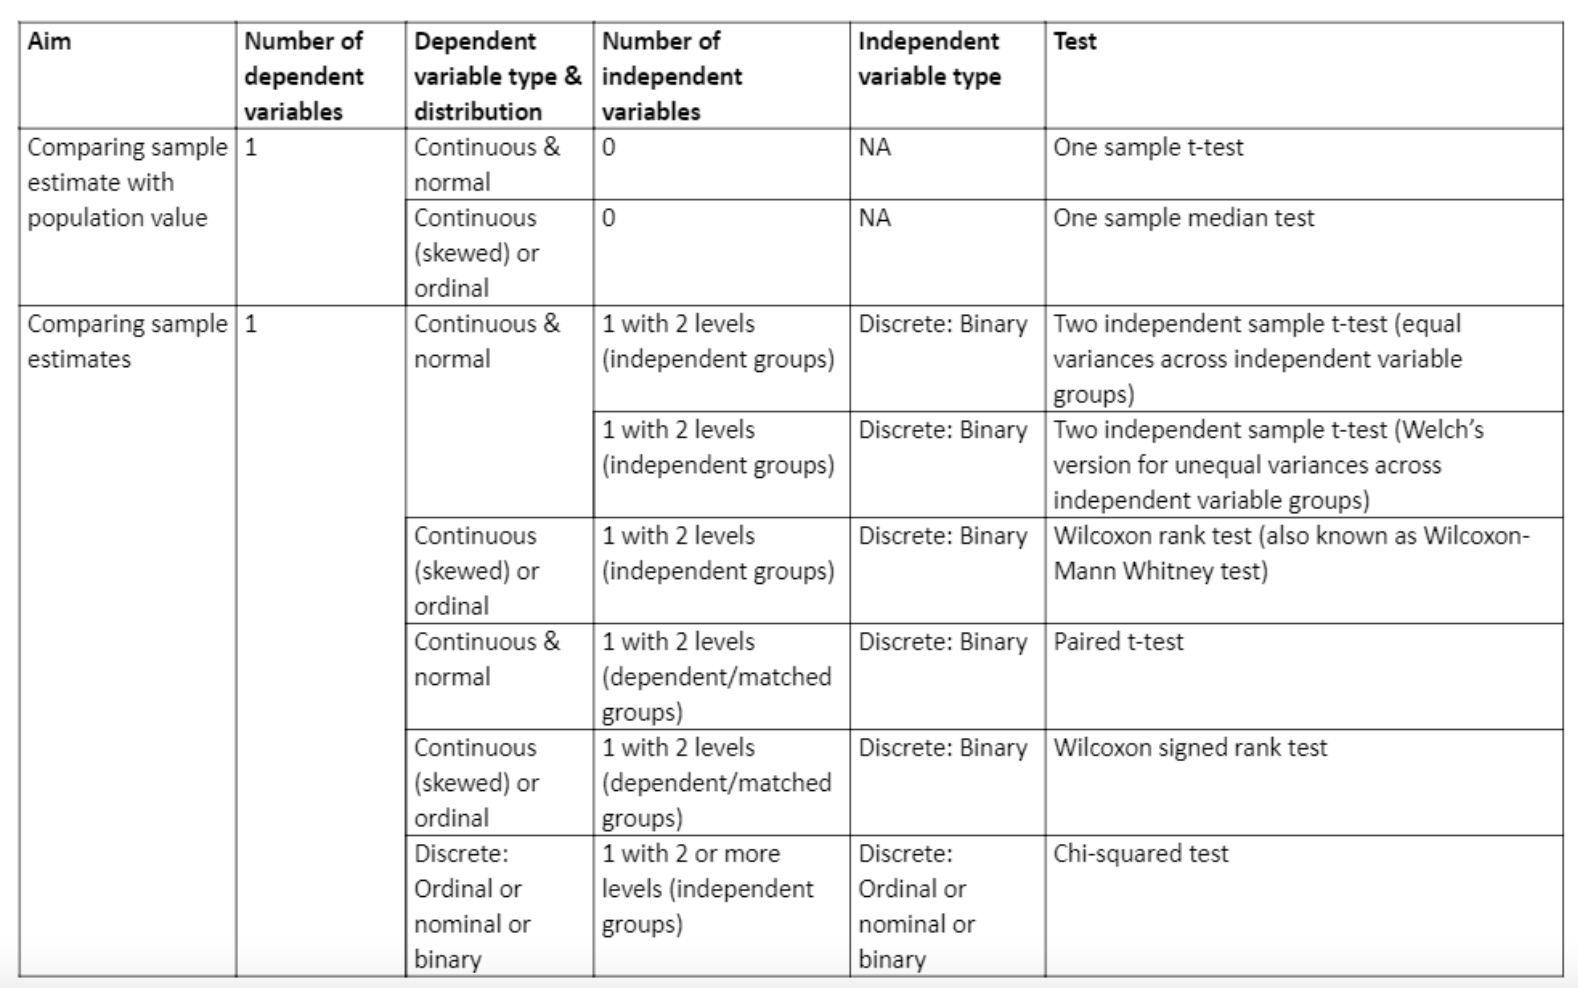 Aim
Number of
dependent
variables
Dependent
variable type &
distribution
Number of
independent
variables
Independent
variable type
Test
Comparing sample
estimate with
population value
1
Continuous &
normal
0
NA
One sample t-test
Continuous
(skewed) or
ordinal
0
NA
One sample median test
Comparing sample
estimates
1
Continuous &
normal
1 with 2 levels
(independent groups)
Discrete: Binary
Two independent sample t-test (equal
variances across independent variable
groups)
1 with 2 levels
(independent groups)
Discrete: Binary
Two independent sample t-test (Welch's
version for unequal variances across
independent variable groups)
Continuous
(skewed) or
ordinal
1 with 2 levels
(independent groups)
Discrete: Binary
Wilcoxon rank test (also known as Wilcoxon-
Mann Whitney test)
Continuous &
normal
1 with 2 levels
(dependent/matched
groups)
Discrete: Binary
Paired t-test
Continuous
(skewed) or
ordinal
1 with 2 levels
(dependent/matched
groups)
Discrete: Binary
Wilcoxon signed rank test
Discrete:
Ordinal or
nominal or
binary
1 with 2 or more
levels (independent
groups)
Discrete:
Ordinal or
nominal or
binary
Chi-squared test